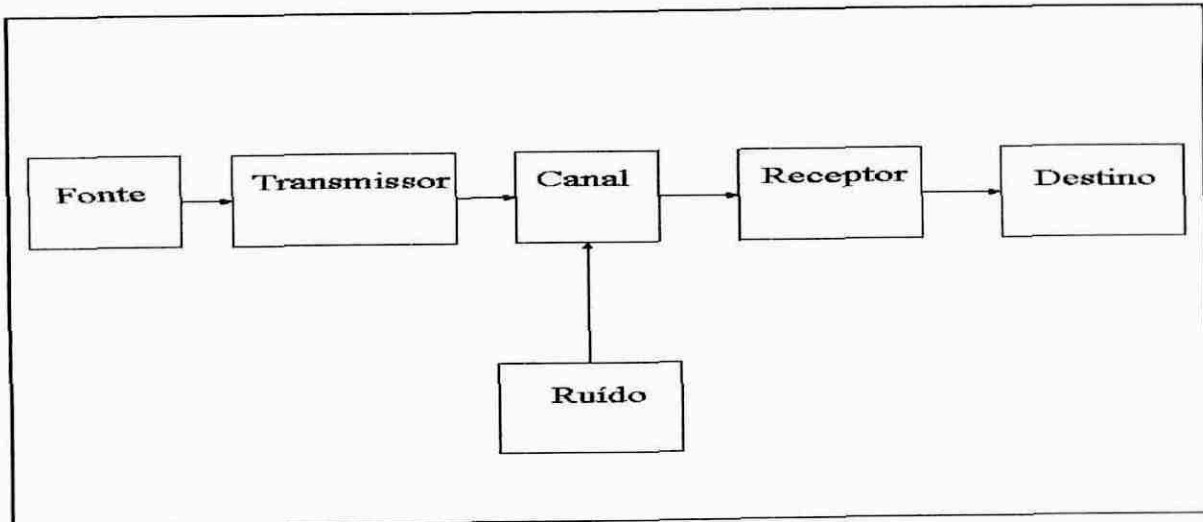 Fonte
Transmissor
Canal
Receptor
Destino
Ruído